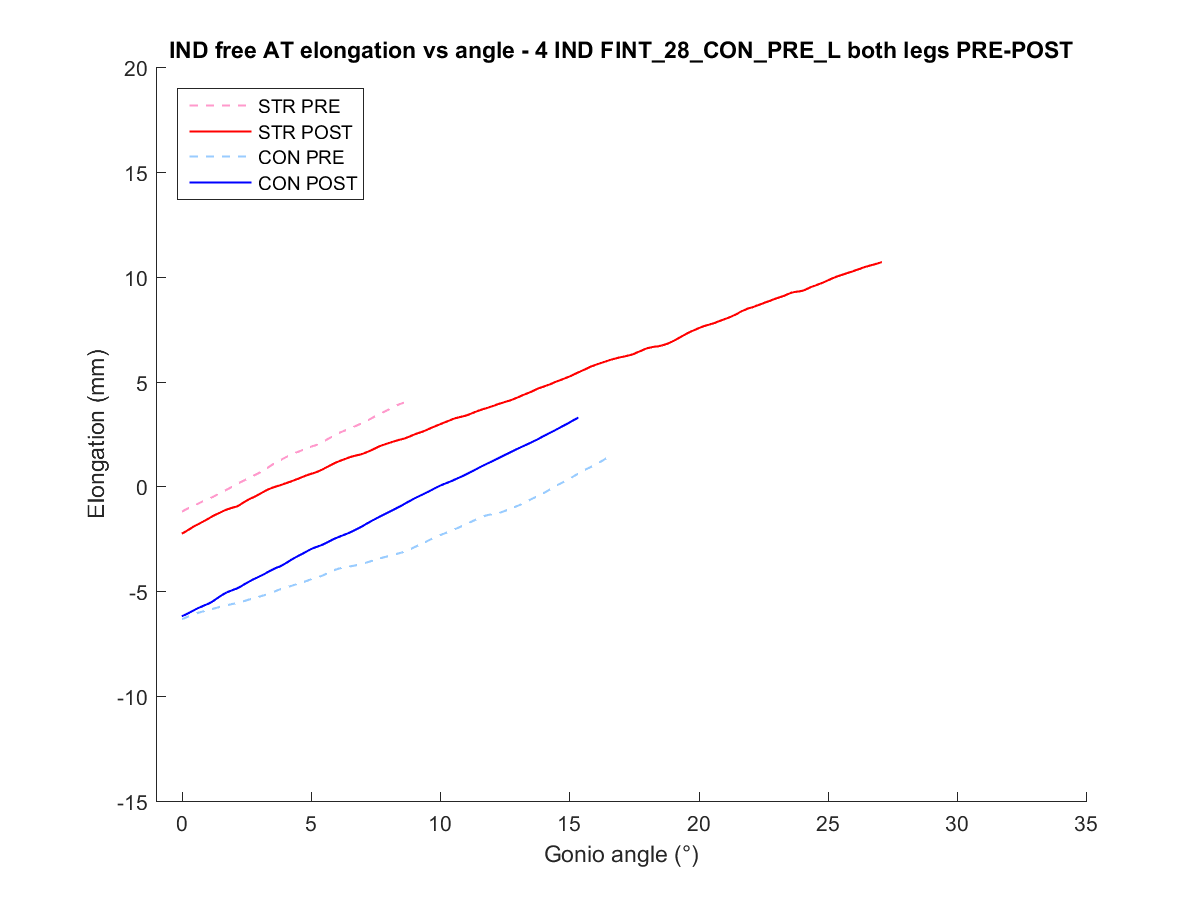 IND free AT elongation vs angle - 4 IND FINT_28_CON_PRE_L both legs PRE-POST
20
15
10
5
0
-5
-10
-15
Elongation (mm)
STR PRE
STR POST
CON PRE
CON POST
0 5 10 15 20 25 30 35
Gonio angle (°)